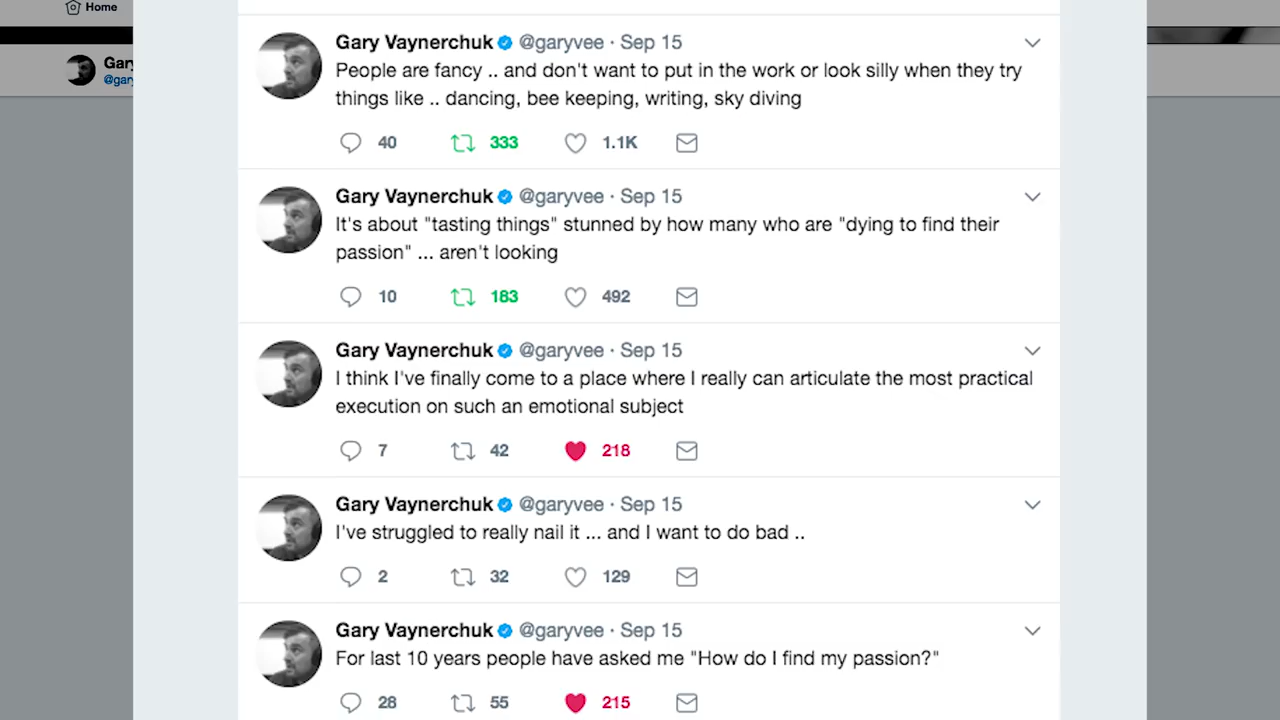 Home
Gary
@gar
Gary Vaynerchuk @garyvee · Sep 15
People are fancy .. and don't want to put in the work or look silly when they try
things like .. dancing, bee keeping, writing, sky diving
40 333 1.1K
Gary Vaynerchuk @garyvee · Sep 15
It's about "tasting things" stunned by how many who are "dying to find their
passion" ... aren't looking
10 183 492
Gary Vaynerchuk @garyvee · Sep 15
I think I've finally come to a place where I really can articulate the most practical
execution on such an emotional subject
7 42 218
Gary Vaynerchuk @garyvee · Sep 15
I've struggled to really nail it ... and I want to do bad ..
2 32 129
Gary Vaynerchuk @garyvee · Sep 15
For last 10 years people have asked me "How do I find my passion?"
28 55 215